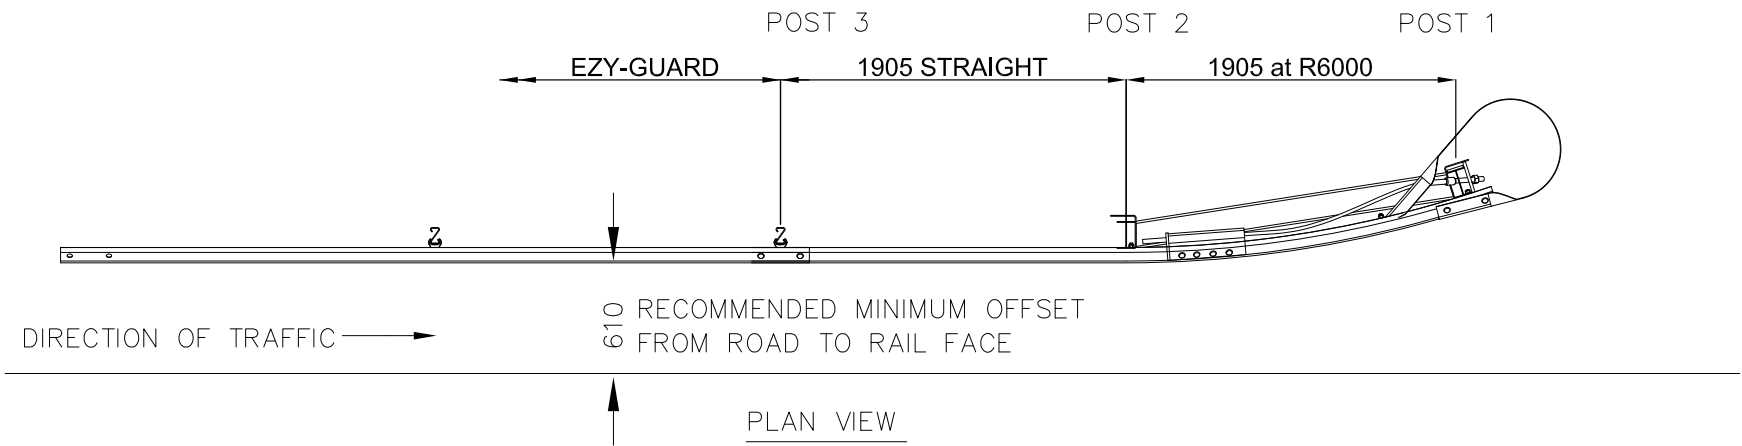 POST 3
POST 2
POST 1
EZY-GUARD
1905 STRAIGHT
1905 at R6000
610
RECOMMENDED MINIMUM OFFSET
FROM ROAD TO RAIL FACE
DIRECTION OF TRAFFIC
PLAN VIEW